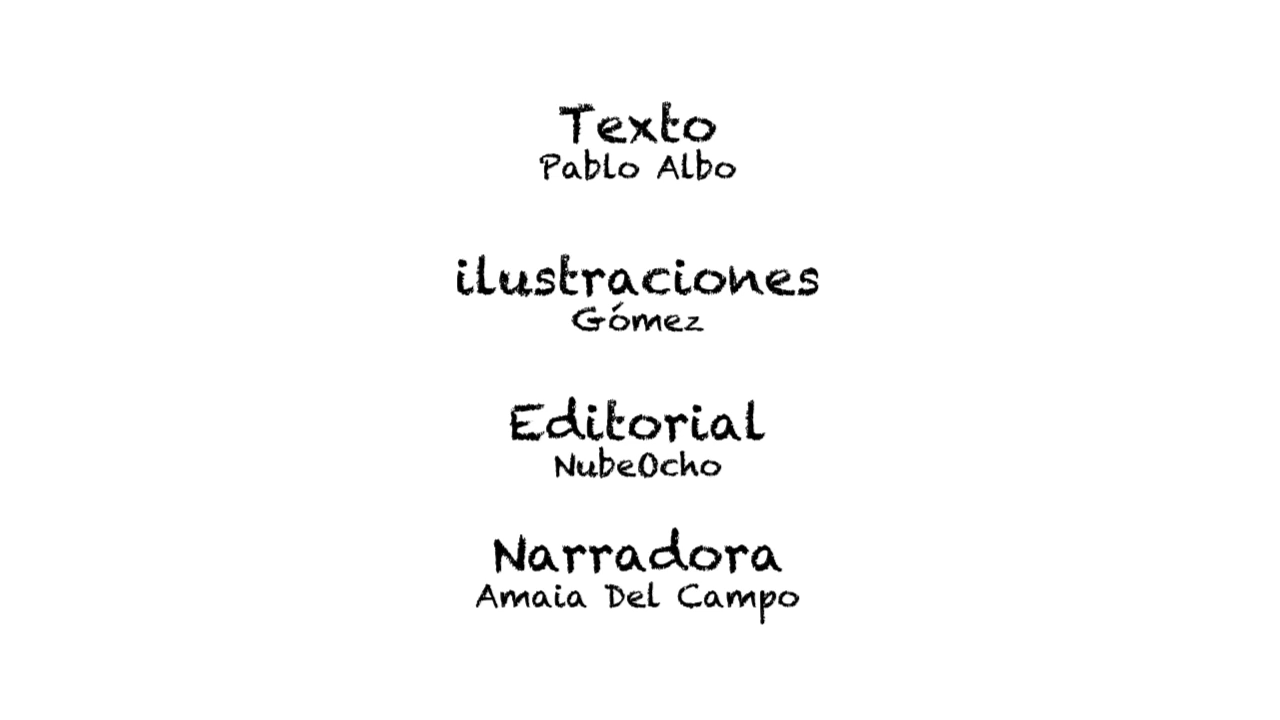 Texto
Pablo Albo
ilustraciones
Gómez
Editorial
NubeOcho
Narradora
Amaia Del Campo